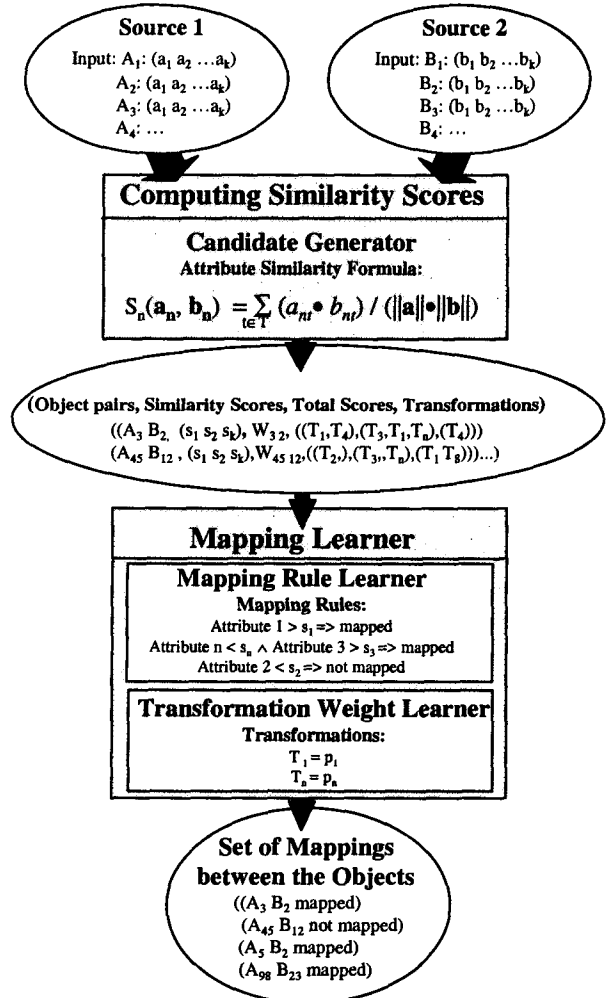 Source 1
Input: A₁: (a₁ a₂ …aₖ)
A₂: (a₁ a₂ …aₖ)
A₃: (a₁ a₂ …aₖ)
A₄: …
Source 2
Input: B₁: (b₁ b₂ …bₖ)
B₂: (b₁ b₂ …bₖ)
B₃: (b₁ b₂ …bₖ)
B₄: …
Computing Similarity Scores
Candidate Generator
Attribute Similarity Formula:
Sₙ(aₙ, bₙ) = ∑ (aₙₜ • bₙₜ) / (||a||•||b||)
t∈T
(Object pairs, Similarity Scores, Total Scores, Transformations)
((A₃ B₂, (s₁ s₂ sₖ), W₃ ₂, ((T₁,T₄),(T₃,T₁,Tₙ),(T₄)))
(A₄₅ B₁₂ , (s₁ s₂ sₖ),W₄₅ ₁₂,((T₂,),(T₃,,Tₙ),(T₁ T₈)))...)
Mapping Learner
Mapping Rule Learner
Mapping Rules:
Attribute 1 > s₁ => mapped
Attribute n < sₙ ∧ Attribute 3 > s₃ => mapped
Attribute 2 < s₂ => not mapped
Transformation Weight Learner
Transformations:
T₁ = p₁
Tₙ = pₙ
Set of Mappings
between the Objects
((A₃ B₂ mapped)
(A₄₅ B₁₂ not mapped)
(A₅ B₂ mapped)
(A₉₈ B₂₃ mapped)